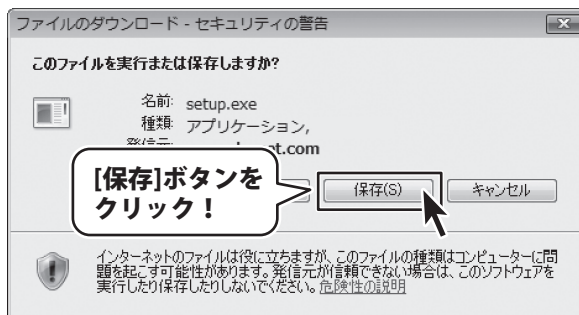 ファイルのダウンロード - セキュリティの警告
このファイルを実行または保存しますか?
名前: setup.exe
種類: アプリケーション,
発信元:
t.com
[保存]ボタンを
クリック!
保存(S)
キャンセル
インターネットのファイルは役に立ちますが、このファイルの種類はコンピューターに問
題を起こす可能性があります。発信元が信頼できない場合は、このソフトウェアを
実行したり保存したりしないでください。危険性の説明